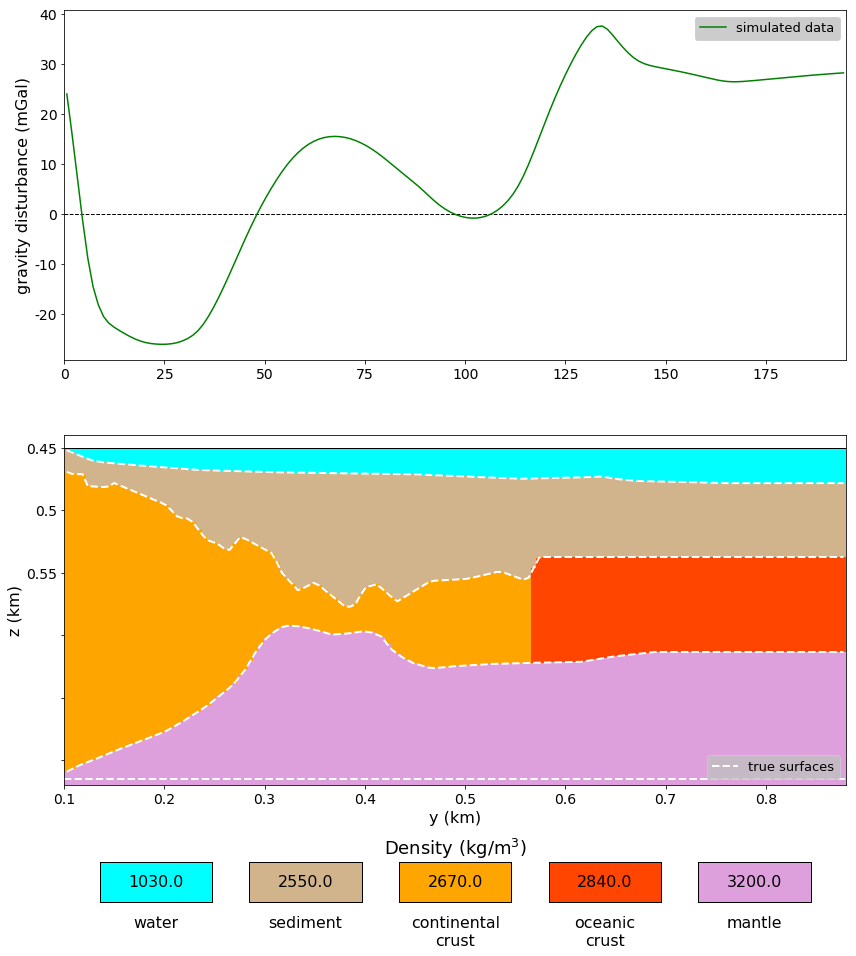 40
30
20
10
0
-10
-20
gravity disturbance (mGal)
simulated data
0 25 50 75 100 125 150 175
0.45
0.5
0.55
z (km)
true surfaces
0.1 0.2 0.3 0.4 0.5 0.6 0.7 0.8
y (km)
Density (kg/m³)
1030.0 2550.0 2670.0 2840.0 3200.0
water sediment continental oceanic mantle
crust crust